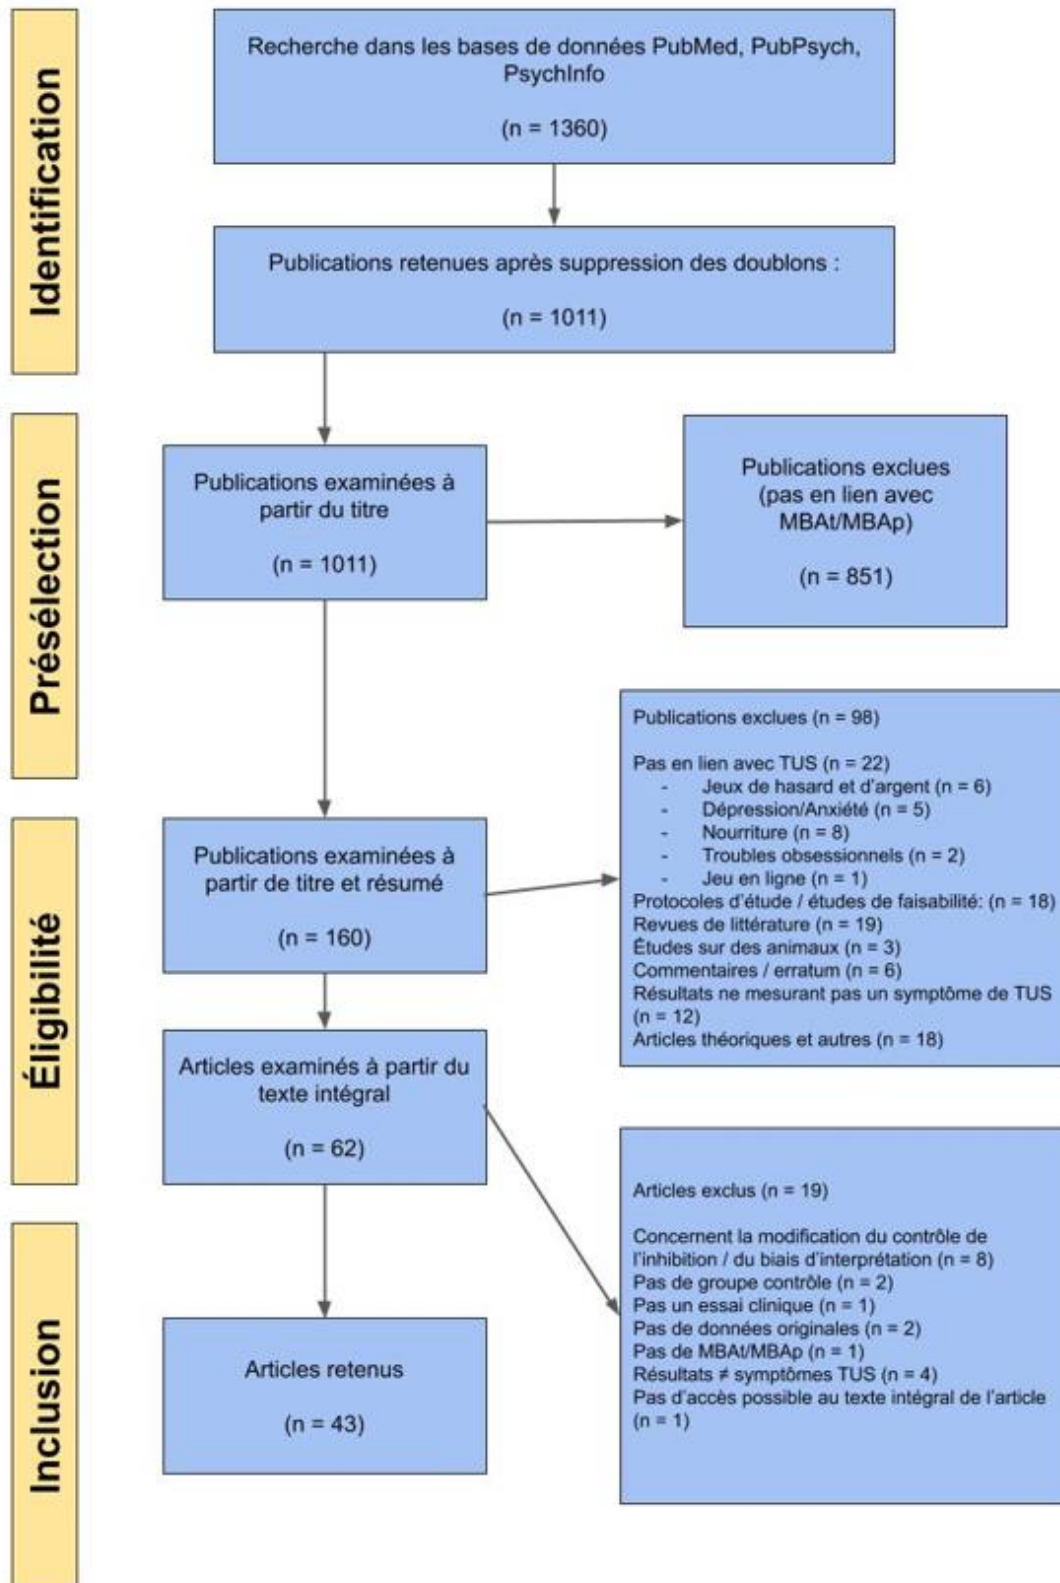 Identification
Recherche dans les bases de données PubMed, PubPsych,
PsychInfo
(n = 1360)
Publications retenues après suppression des doublons :
(n = 1011)
Présélection
Publications examinées à
partir du titre
(n = 1011)
Publications exclues
(pas en lien avec
MBAt/MBAp)
(n = 851)
Éligibilité
Publications examinées à
partir de titre et résumé
(n = 160)
Publications exclues (n = 98)
Pas en lien avec TUS (n = 22)
- Jeux de hasard et d'argent (n = 6)
- Dépression/Anxiété (n = 5)
- Nourriture (n = 8)
- Troubles obsessionnels (n = 2)
- Jeu en ligne (n = 1)
Protocoles d'étude / études de faisabilité: (n = 18)
Revues de littérature (n = 19)
Études sur des animaux (n = 3)
Commentaires / erratum (n = 6)
Résultats ne mesurant pas un symptôme de TUS
(n = 12)
Articles théoriques et autres (n = 18)
Articles examinés à partir du
texte intégral
(n = 62)
Articles exclus (n = 19)
Concernent la modification du contrôle de
l'inhibition / du biais d'interprétation (n = 8)
Pas de groupe contrôle (n = 2)
Pas un essai clinique (n = 1)
Pas de données originales (n = 2)
Pas de MBAt/MBAp (n = 1)
Résultats ≠ symptômes TUS (n = 4)
Pas d'accès possible au texte intégral de l'article
(n = 1)
Inclusion
Articles retenus
(n = 43)